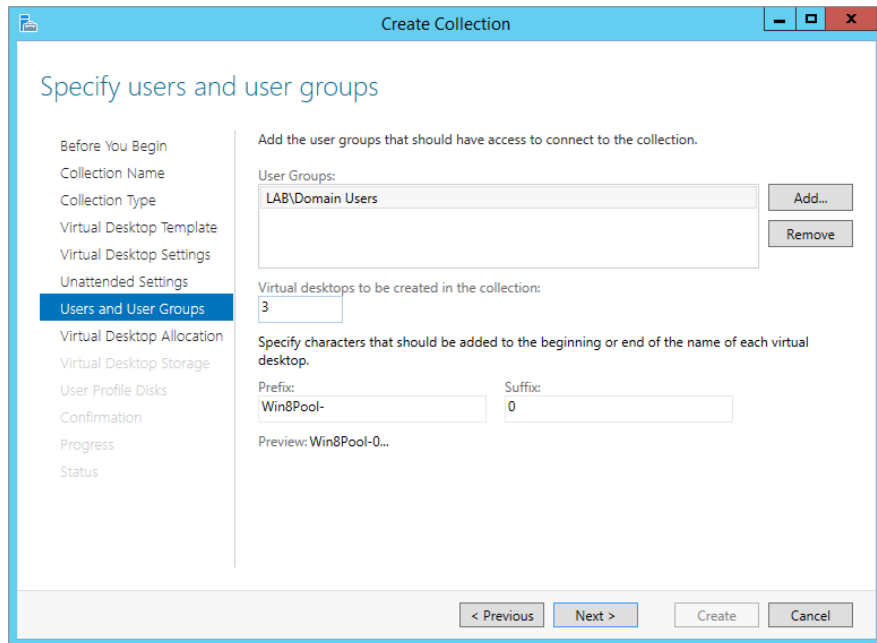 Create Collection
X
Specify users and user groups
Before You Begin
Collection Name
Collection Type
Virtual Desktop Template
Virtual Desktop Settings
Unattended Settings
Users and User Groups
Virtual Desktop Allocation
Virtual Desktop Storage
User Profile Disks
Confirmation
Progress
Status
Add the user groups that should have access to connect to the collection.
User Groups:
LAB\Domain Users
Add...
Remove
Virtual desktops to be created in the collection:
3
Specify characters that should be added to the beginning or end of the name of each virtual
desktop.
Prefix: Suffix:
Win8Pool- 0
Preview: Win8Pool-0...
< Previous Next > Create Cancel